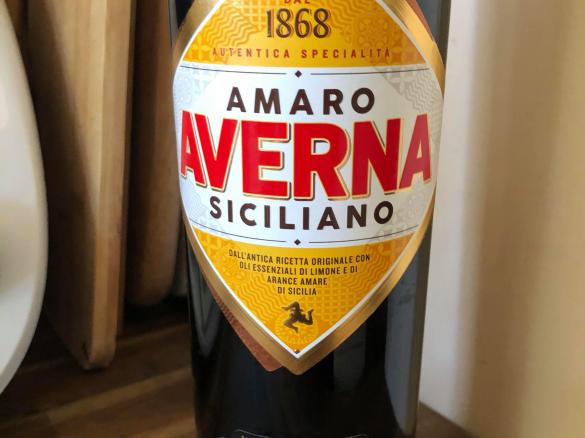 DAL
1868
AUTENTICA SPECIALITÀ
AMARO
AVERNA
SICILIANO
DALL'ANTICA RICETTA ORIGINALE CON
OLI ESSENZIALI DI LIMONE E DI
ARANCE AMARE
DI SICILIA